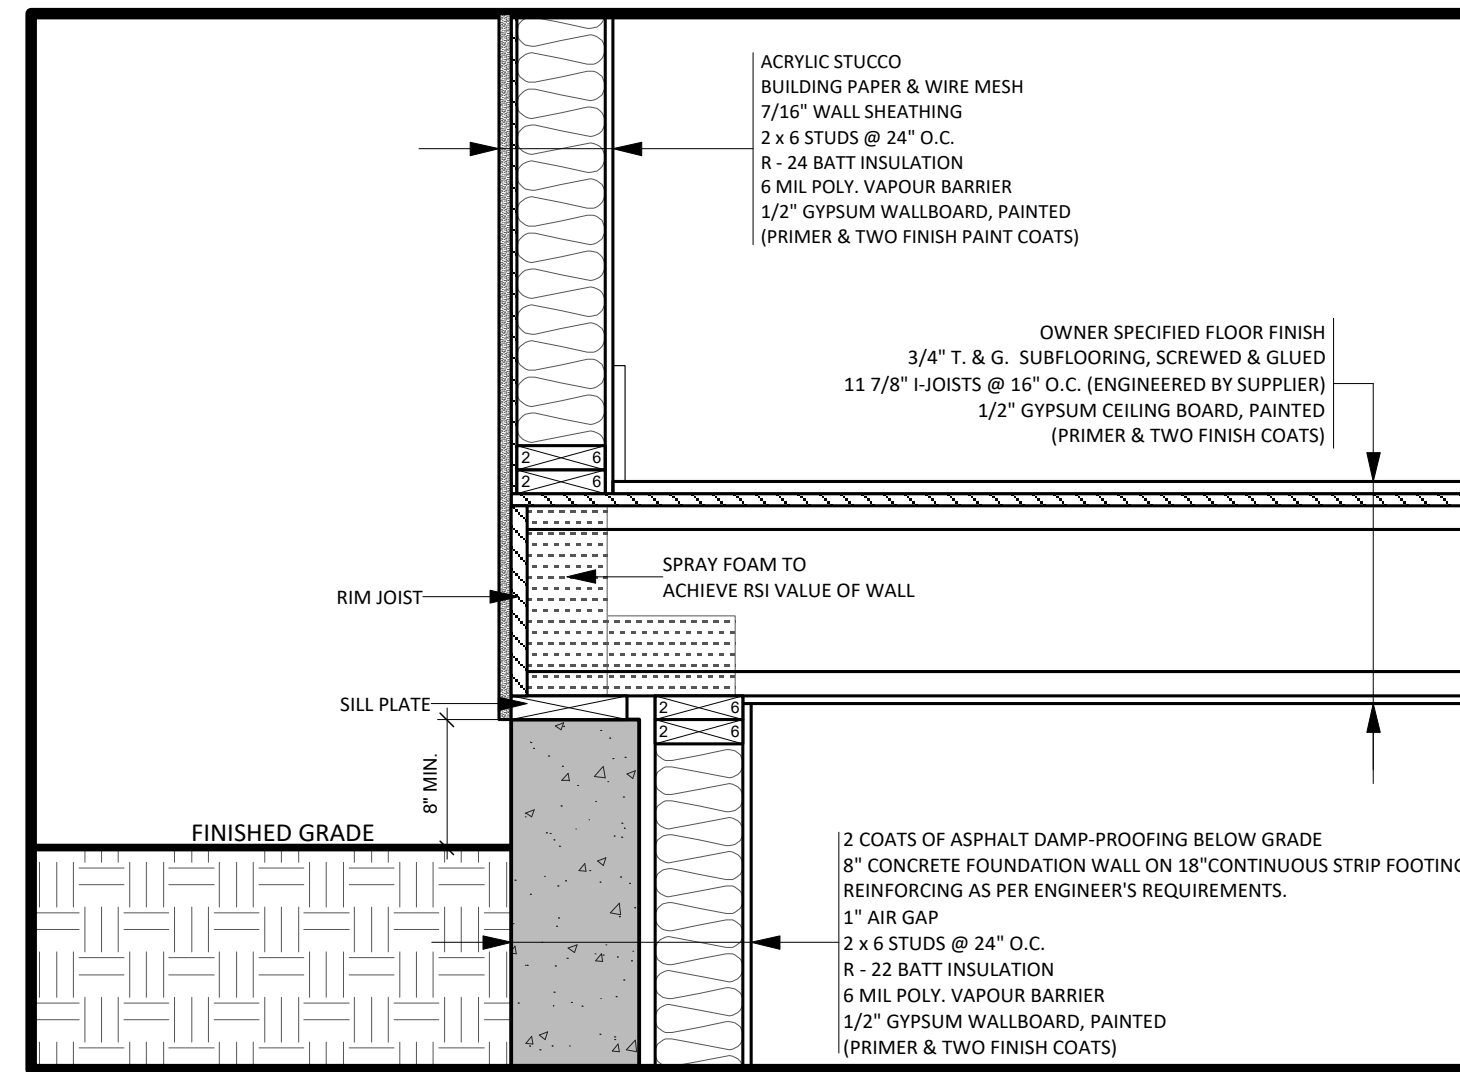 ACRYLIC STUCCO
BUILDING PAPER & WIRE MESH
7/16" WALL SHEATHING
2 x 6 STUDS @ 24" O.C.
R - 24 BATT INSULATION
6 MIL POLY. VAPOUR BARRIER
1/2" GYPSUM WALLBOARD, PAINTED
(PRIMER & TWO FINISH PAINT COATS)
OWNER SPECIFIED FLOOR FINISH
3/4" T. & G. SUBFLOORING, SCREWED & GLUED
11 7/8" I-JOISTS @ 16" O.C. (ENGINEERED BY SUPPLIER)
1/2" GYPSUM CEILING BOARD, PAINTED
(PRIMER & TWO FINISH COATS)
2 6
2 6
SPRAY FOAM TO
ACHIEVE RSI VALUE OF WALL
RIM JOIST
SILL PLATE
2 6
2 6
8" MIN.
FINISHED GRADE
2 COATS OF ASPHALT DAMP-PROOFING BELOW GRADE
8" CONCRETE FOUNDATION WALL ON 18"CONTINUOUS STRIP FOOTING
REINFORCING AS PER ENGINEER'S REQUIREMENTS.
1" AIR GAP
2 x 6 STUDS @ 24" O.C.
R - 22 BATT INSULATION
6 MIL POLY. VAPOUR BARRIER
1/2" GYPSUM WALLBOARD, PAINTED
(PRIMER & TWO FINISH COATS)